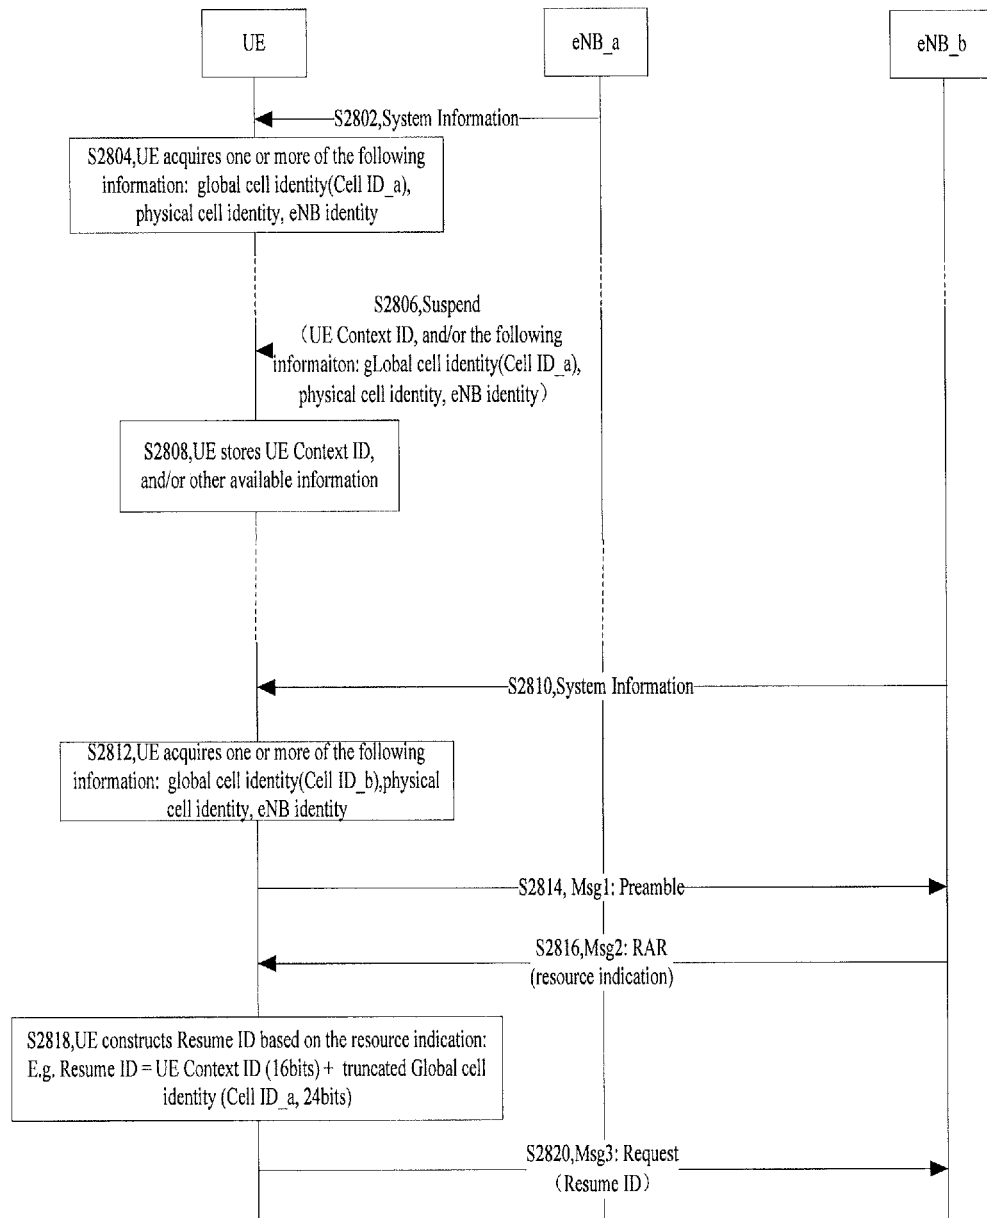 UE
eNB_a
eNB_b
S2802,System Information
S2804,UE acquires one or more of the following
information: global cell identity(Cell ID_a),
physical cell identity, eNB identity
S2806,Suspend
（UE Context ID, and/or the following
informaiton: gLobal cell identity(Cell ID_a),
physical cell identity, eNB identity）
S2808,UE stores UE Context ID,
and/or other available information
S2810,System Information
S2812,UE acquires one or more of the following
information: global cell identity(Cell ID_b),physical
cell identity, eNB identity
S2814, Msg1: Preamble
S2816,Msg2: RAR
(resource indication)
S2818,UE constructs Resume ID based on the resource indication:
E.g. Resume ID = UE Context ID (16bits) + truncated Global cell
identity (Cell ID_a, 24bits)
S2820,Msg3: Request
（Resume ID）